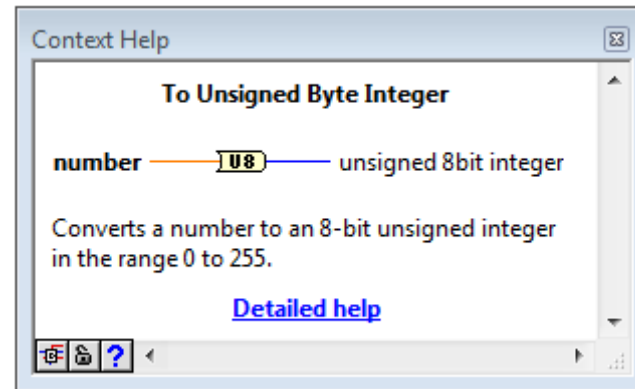 Context Help
To Unsigned Byte Integer
number U8 unsigned 8bit integer
Converts a number to an 8-bit unsigned integer
in the range 0 to 255.
Detailed help
?